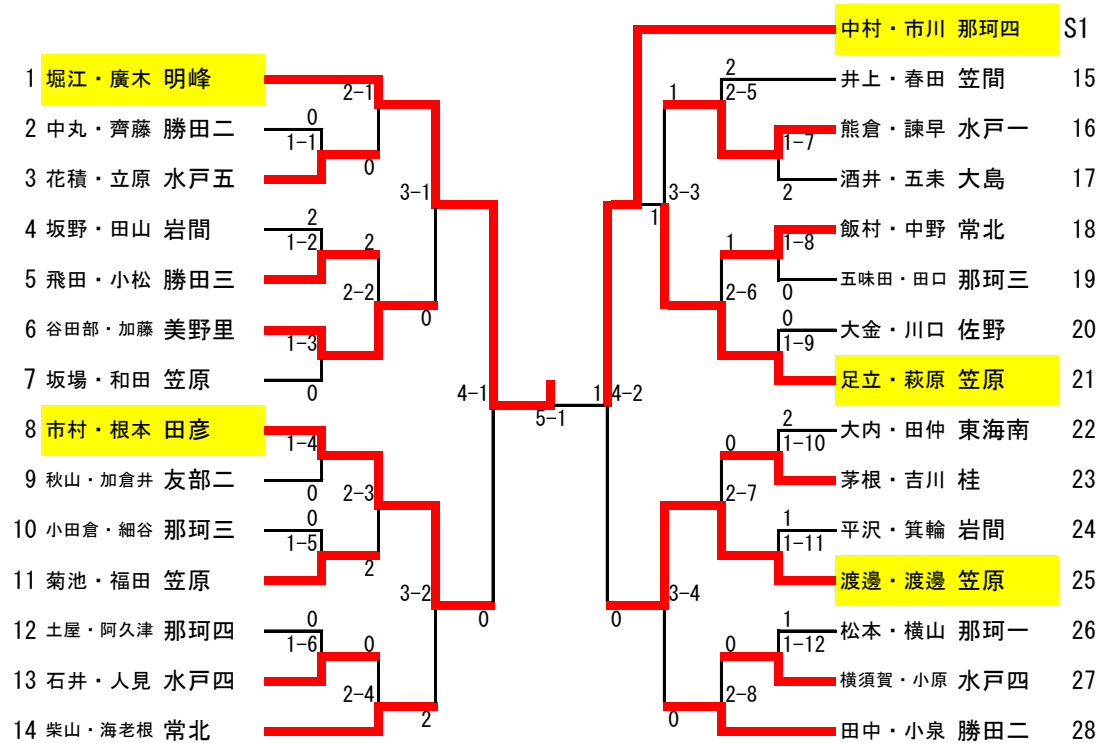 中村・市川 那珂四 S1
1 堀江・廣木 明峰
2 中丸・齊藤 勝田二
3 花積・立原 水戸五
4 坂野・田山 岩間
5 飛田・小松 勝田三
6 谷田部・加藤 美野里
7 坂場・和田 笠原
8 市村・根本 田彦
9 秋山・加倉井 友部二
10 小田倉・細谷 那珂三
11 菊池・福田 笠原
12 土屋・阿久津 那珂四
13 石井・人見 水戸四
14 柴山・海老根 常北
2-1
0
1-1
0
3-1
2
1-2
2
2-2
0
1-3
0
4-1
1-4
0
2-3
0
1-5
2
3-2
0
0
1-6
0
2-4
2
5-1
1
4-2
井上・春田 笠間 15
熊倉・諫早 水戸一 16
酒井・五耒 大島 17
飯村・中野 常北 18
五味田・田口 那珂三 19
大金・川口 佐野 20
足立・萩原 笠原 21
大内・田仲 東海南 22
茅根・吉川 桂 23
平沢・箕輪 岩間 24
渡邊・渡邊 笠原 25
松本・横山 那珂一 26
横須賀・小原 水戸四 27
田中・小泉 勝田二 28
2
1
2-5
1-7
2
3-3
1
1
1-8
0
2-6
0
1-9
2
0
1-10
2-7
1
1-11
3-4
0
1
0
1-12
2-8
0